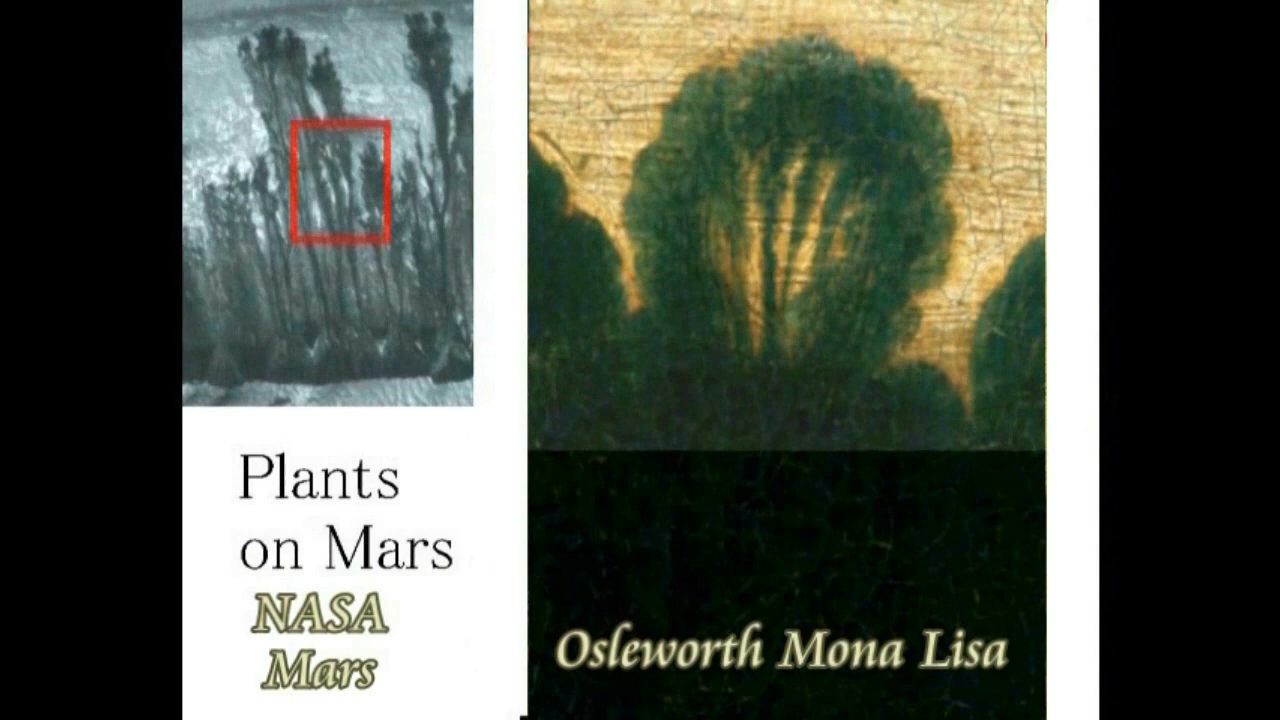 Plants
on Mars
NASA
Mars
Osleworth Mona Lisa